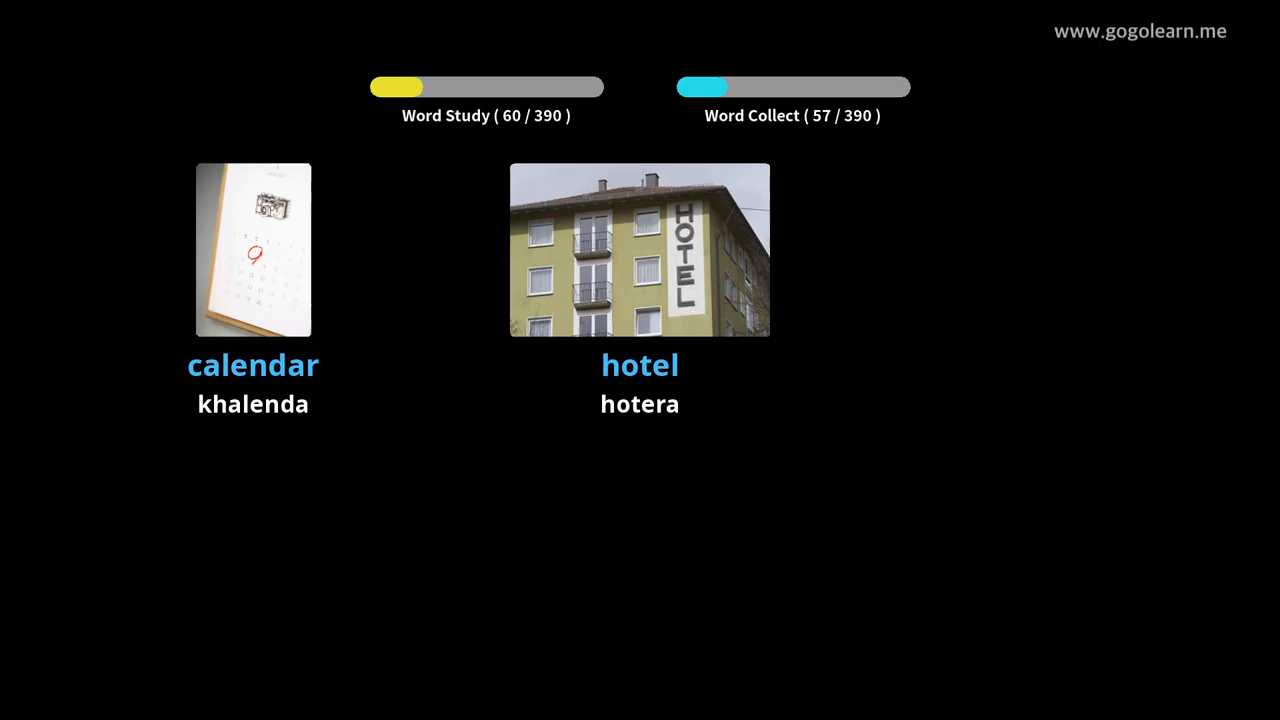 www.gogolearn.me
Word Study ( 60 / 390 )
Word Collect ( 57 / 390 )
HOTEL
calendar
hotel
khalenda
hotera